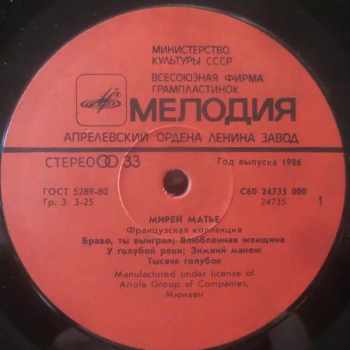 МИНИСТЕРСТВО
КУЛЬТУРЫ СССР
ВСЕСОЮЗНАЯ ФИРМА
ГРАМПЛАСТИНОК
МЕЛОДИЯ
АПРЕЛЕВСКИЙ ОРДЕНА ЛЕНИНА ЗАВОД
СТЕРЕО 33
Год выпуска 1986
ГОСТ 5289-80
С60 24735 000
Гр. 3. 3-25
24735
1
МИРЕЙ МАТЬЕ
Французская коллекция
Браво, ты выиграл; Влюбленная женщина
У голубой реки; Зимний манеж
Тысяча голубок
Manufactured under license of
Ariola Group of Companies,
Мюнхен